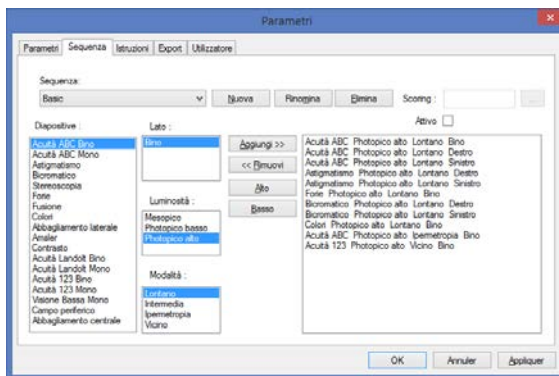 Parametri
Parametri Sequenza Istruzioni Export Utilizzatore
Sequenza:
Basic Nuova Rinomina Elimina Scoring : ...
Attivo
Diapositive :
Acuità ABC Bino
Acuità ABC Mono
Astigmatismo
Bicromatico
Stereoscopia
Forie
Fusione
Colori
Abbagliamento laterale
Amsler
Contrasto
Acuità Landolt Bino
Acuità Landolt Mono
Acuità 123 Bino
Acuità 123 Mono
Visione Bassa Mono
Campo periferico
Abbagliamento centrale
Lato :
Bino
Luminosità :
Mesopico
Photopico basso
Photopico alto
Modalità :
Lontano
Intermedia
Ipermetropia
Vicino
Aggiungi >>
<< Rimuovi
Alto
Basso
Acuità ABC Photopico alto Lontano Bino
Acuità ABC Photopico alto Lontano Destro
Acuità ABC Photopico alto Lontano Sinistro
Astigmatismo Photopico alto Lontano Destro
Astigmatismo Photopico alto Lontano Sinistro
Forie Photopico alto Lontano Bino
Bicromatico Photopico alto Lontano Destro
Bicromatico Photopico alto Lontano Sinistro
Colori Photopico alto Lontano Bino
Acuità ABC Photopico alto Ipermetropia Bino
Acuità 123 Photopico alto Vicino Bino
OK Annuler Appliquer